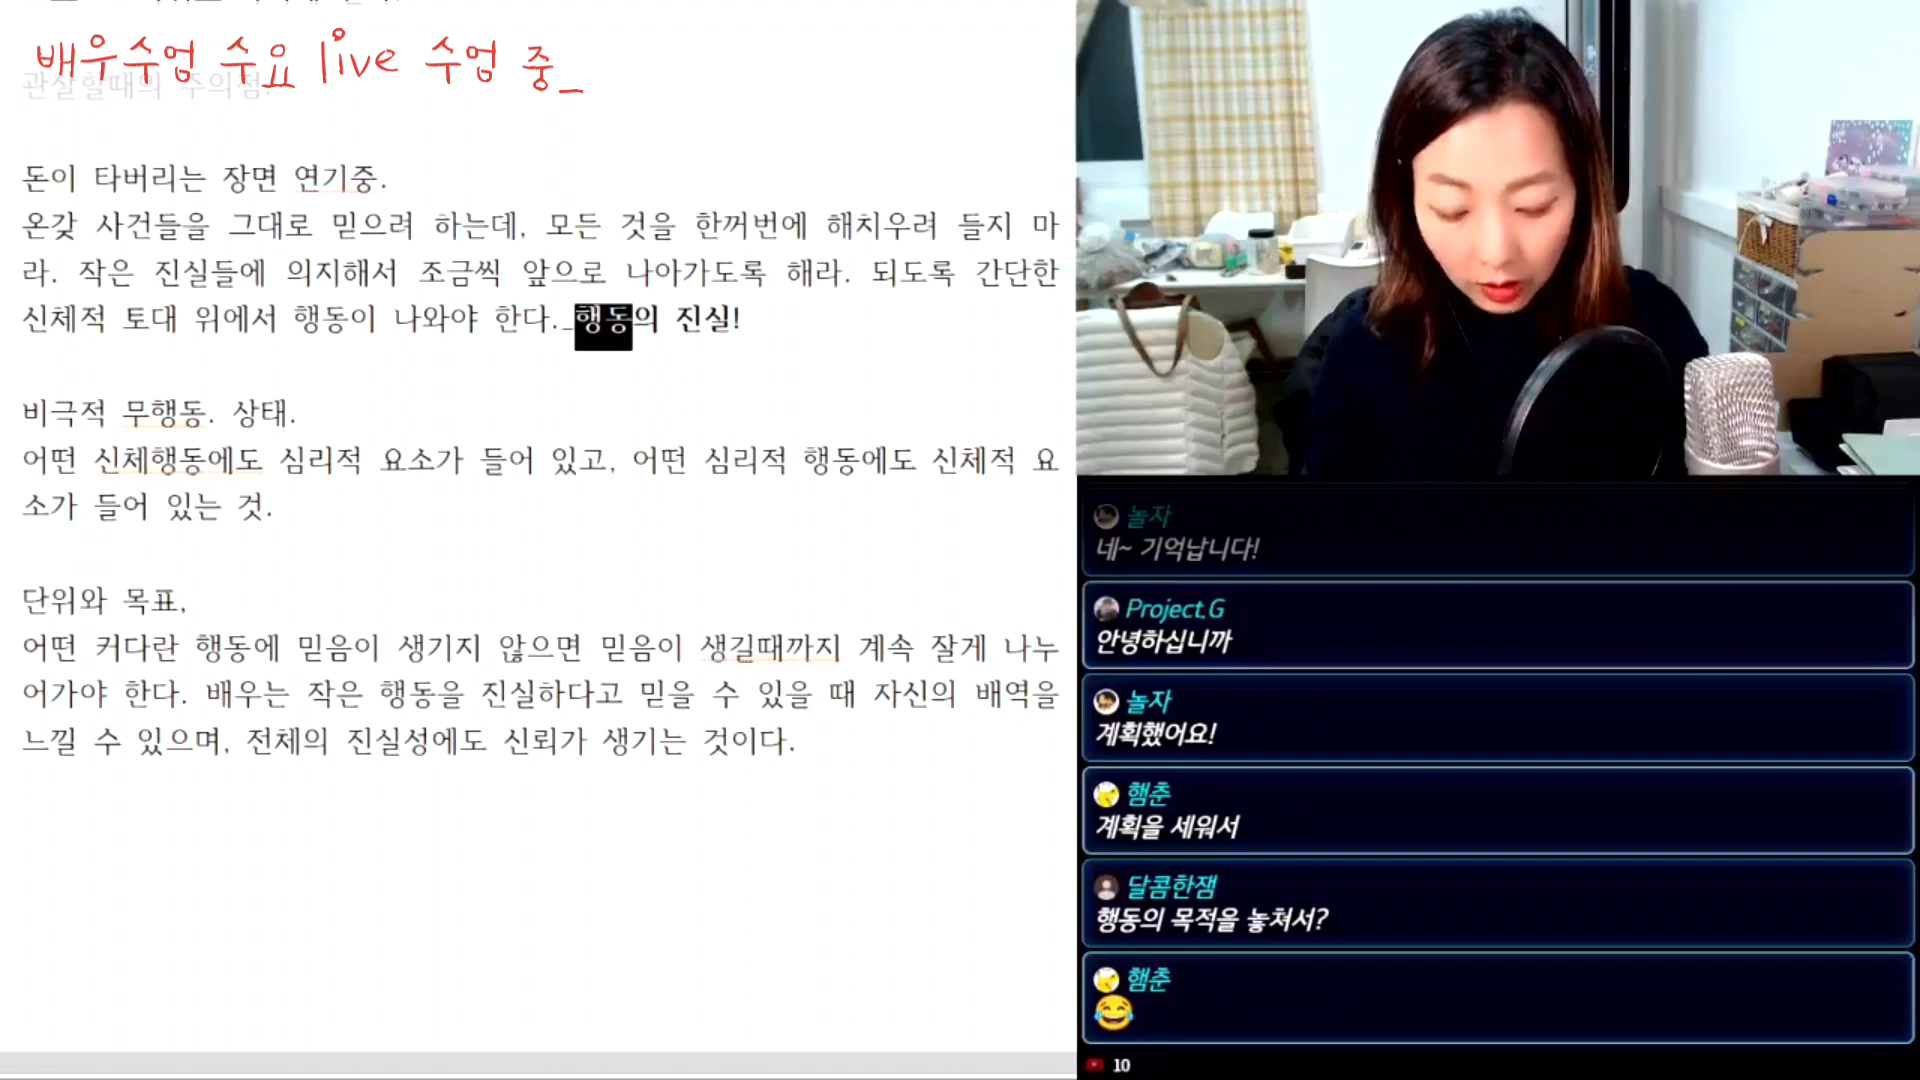 배우수업 수요 live 수업 중_
관찰할때의 주의점.
돈이 타버리는 장면 연기중.
온갖 사건들을 그대로 믿으려 하는데, 모든 것을 한꺼번에 해치우려 들지 마
라. 작은 진실들에 의지해서 조금씩 앞으로 나아가도록 해라. 되도록 간단한
신체적 토대 위에서 행동이 나와야 한다._행동의 진실!
비극적 무행동. 상태.
어떤 신체행동에도 심리적 요소가 들어 있고, 어떤 심리적 행동에도 신체적 요
소가 들어 있는 것.
단위와 목표,
어떤 커다란 행동에 믿음이 생기지 않으면 믿음이 생길때까지 계속 잘게 나누
어가야 한다. 배우는 작은 행동을 진실하다고 믿을 수 있을 때 자신의 배역을
느낄 수 있으며, 전체의 진실성에도 신뢰가 생기는 것이다.
놀자
네~ 기억납니다!
Project.G
안녕하십니까
놀자
계획했어요!
햄춘
계획을 세워서
달콤한잼
행동의 목적을 놓쳐서?
햄춘
😂
10